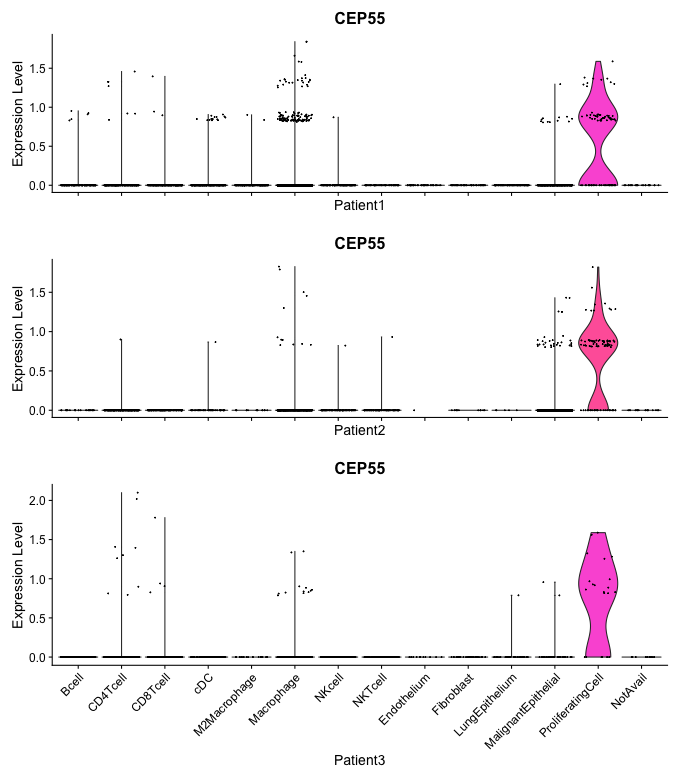 CEP55
Expression Level
1.5
1.0
0.5
0.0
Patient1
CEP55
Expression Level
1.5
1.0
0.5
0.0
Patient2
CEP55
Expression Level
2.0
1.5
1.0
0.5
0.0
Bcell
CD4Tcell
CD8Tcell
cDC
M2Macrophage
Macrophage
NKcell
NKTcell
Endothelium
Fibroblast
LungEpithelium
MalignantEpithelial
ProliferatingCell
NotAvail
Patient3